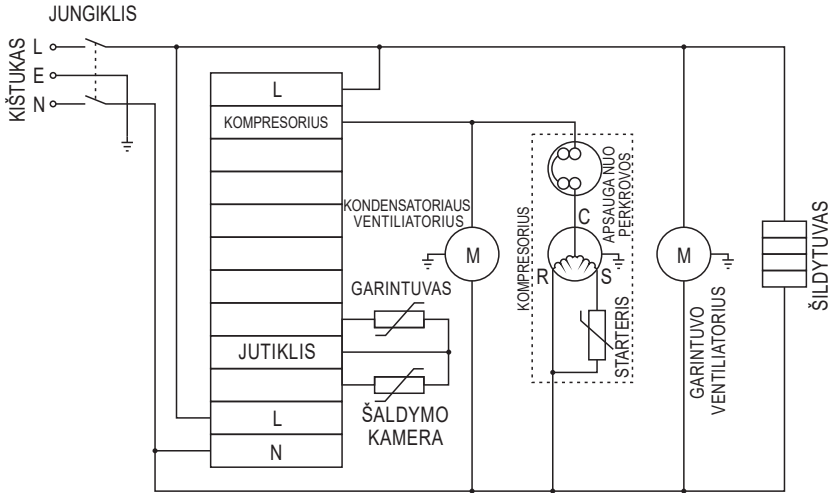 JUNGIKLIS
KIŠTUKAS
L
E
N
L
KOMPRESORIUS
KONDENSATORIAUS
VENTILIATORIUS
M
GARINTUVAS
JUTIKLIS
ŠALDYMO
KAMERA
L
N
KOMPRESORIUS
APSAUGA NUO
PERKROVOS
C
R
S
STARTERIS
M
GARINTUVO
VENTILIATORIUS
ŠILDYTUVAS